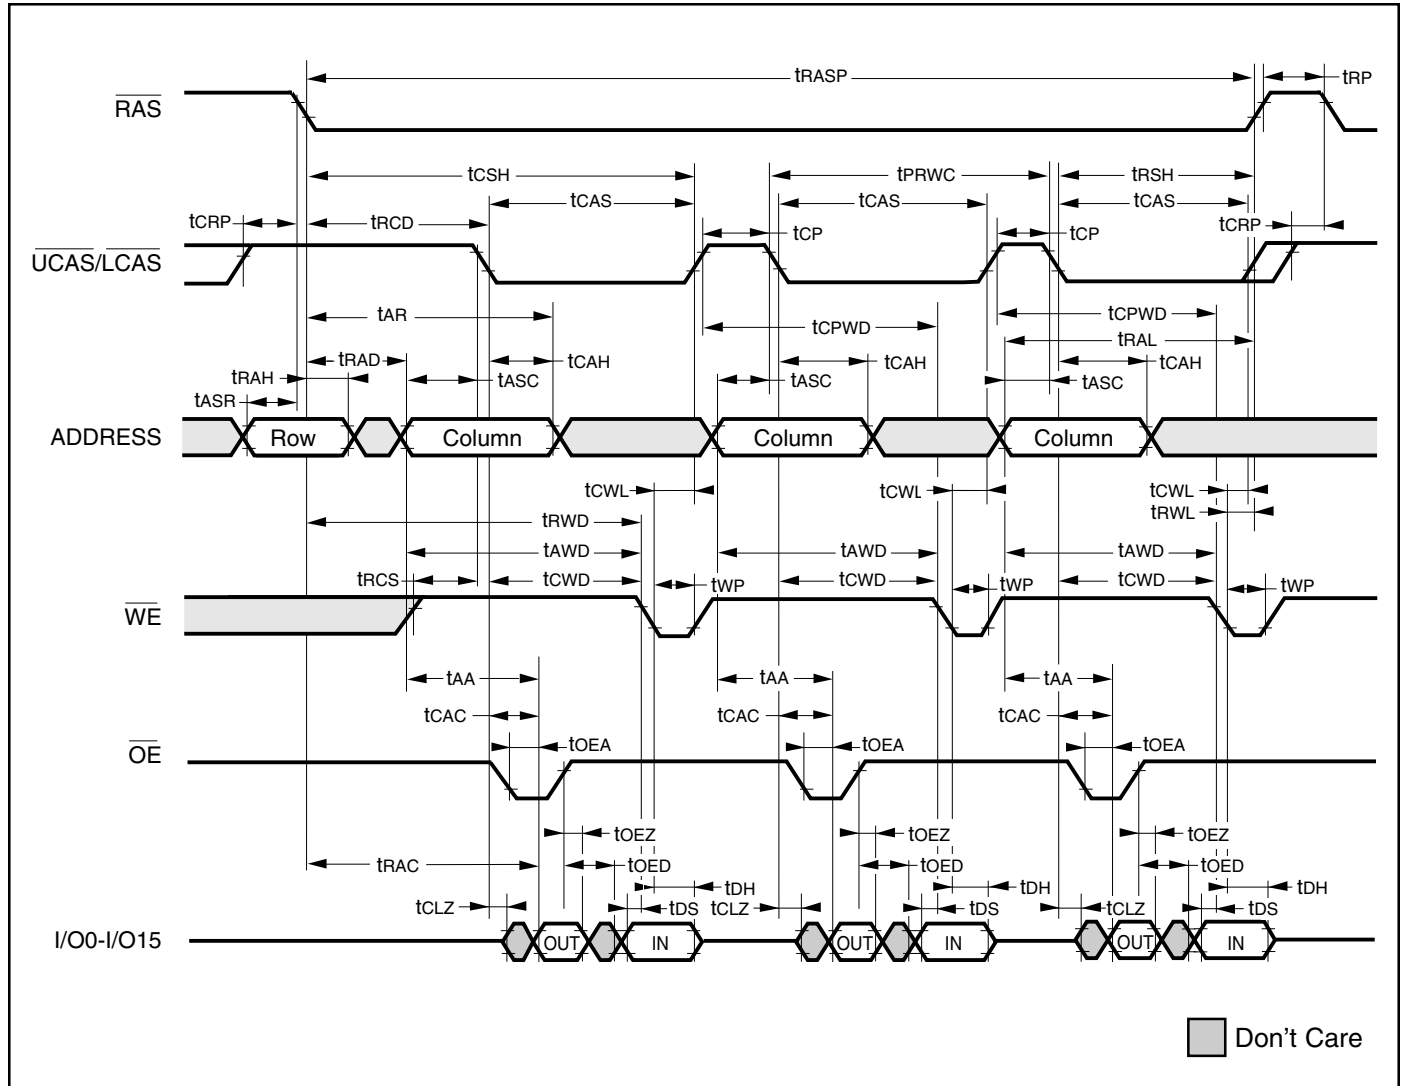 tRASP tRP
RAS
tCSH tPRWC tRSH
tCAS tCAS tCAS
tCRP tRCD tCP tCP tCRP
UCAS/LCAS
tAR tCPWD tCPWD
tRAL
tRAD tCAH tCAH tCAH
tRAH tASC tASC tASC
tASR
ADDRESS Row Column Column Column
tCWL tCWL tCWL
tRWD tRWL
tAWD tAWD tAWD
tRCS tCWD tWP tCWD tWP tCWD tWP
WE
tAA tAA tAA
tCAC tCAC tCAC
OE tOEA tOEA tOEA
tOEZ tOEZ tOEZ
tRAC tOED tOED tOED
tDH tDH tDH
tCLZ tDS tCLZ tDS tCLZ tDS
I/O0-I/O15 OUT IN OUT IN OUT IN
Don't Care